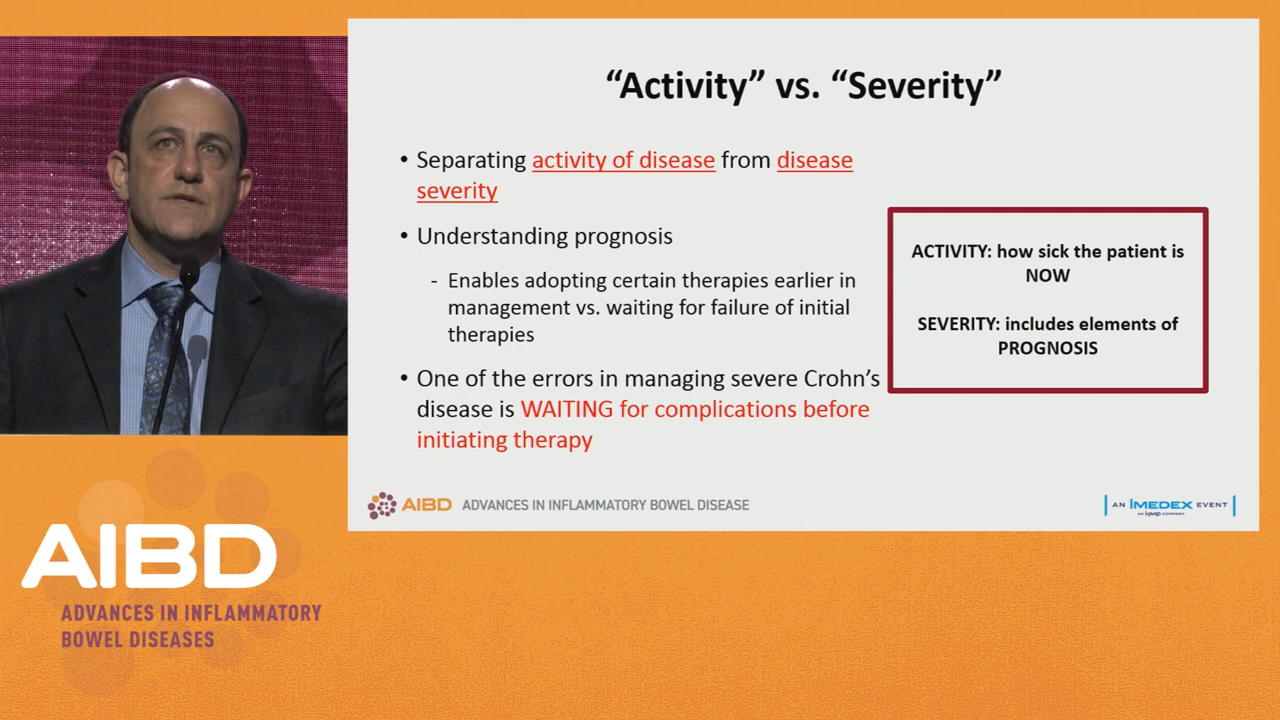 “Activity” vs. “Severity”
• Separating activity of disease from disease
severity
• Understanding prognosis
- Enables adopting certain therapies earlier in
management vs. waiting for failure of initial
therapies
• One of the errors in managing severe Crohn’s
disease is WAITING for complications before
initiating therapy
ACTIVITY: how sick the patient is
NOW
SEVERITY: includes elements of
PROGNOSIS
AIBD ADVANCES IN INFLAMMATORY BOWEL DISEASE
AN IMEDEX EVENT
AIBD
ADVANCES IN INFLAMMATORY
BOWEL DISEASES